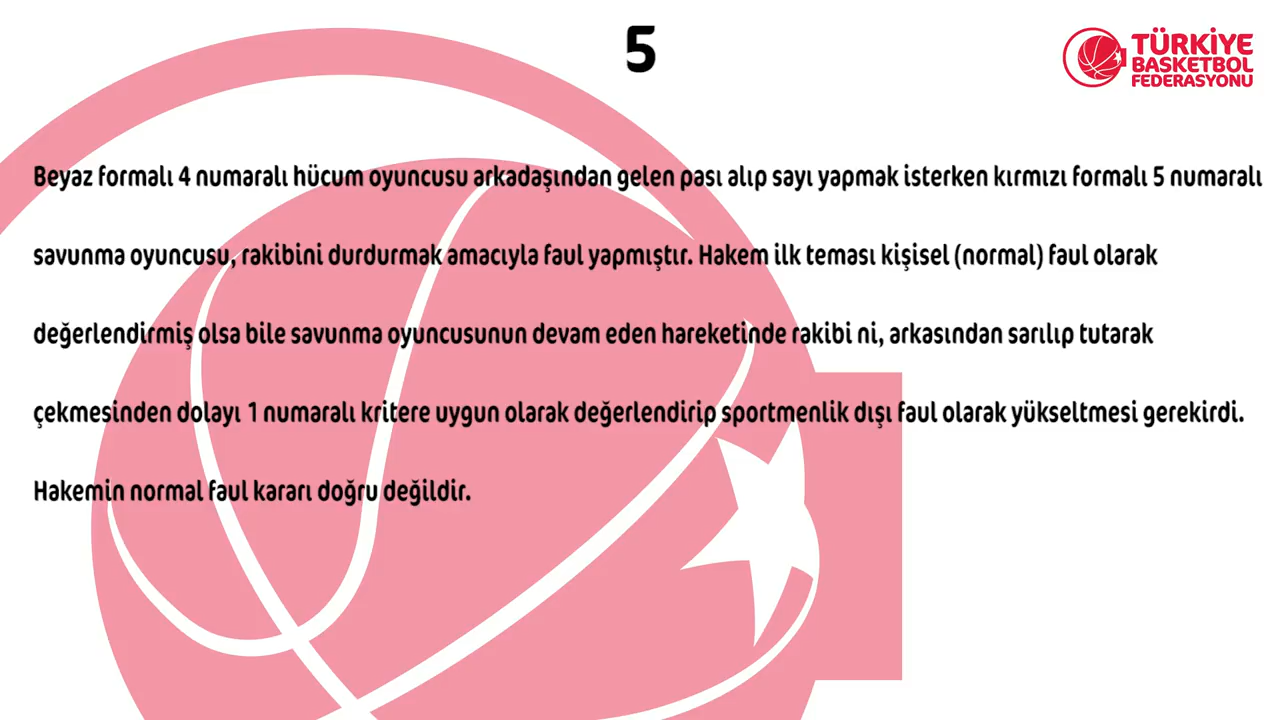 5
TÜRKİYE
BASKETBOL
FEDERASYONU
Beyaz formalı 4 numaralı hücum oyuncusu arkadaşından gelen pası alıp sayı yapmak isterken kırmızı formalı 5 numaralı
savunma oyuncusu, rakibini durdurmak amacıyla faul yapmıştır. Hakem ilk teması kişisel (normal) faul olarak
değerlendirmiş olsa bile savunma oyuncusunun devam eden hareketinde rakibi ni, arkasından sarılıp tutarak
çekmesinden dolayı 1 numaralı kritere uygun olarak değerlendirip sportmenlik dışı faul olarak yükseltmesi gerekirdi.
Hakemin normal faul kararı doğru değildir.